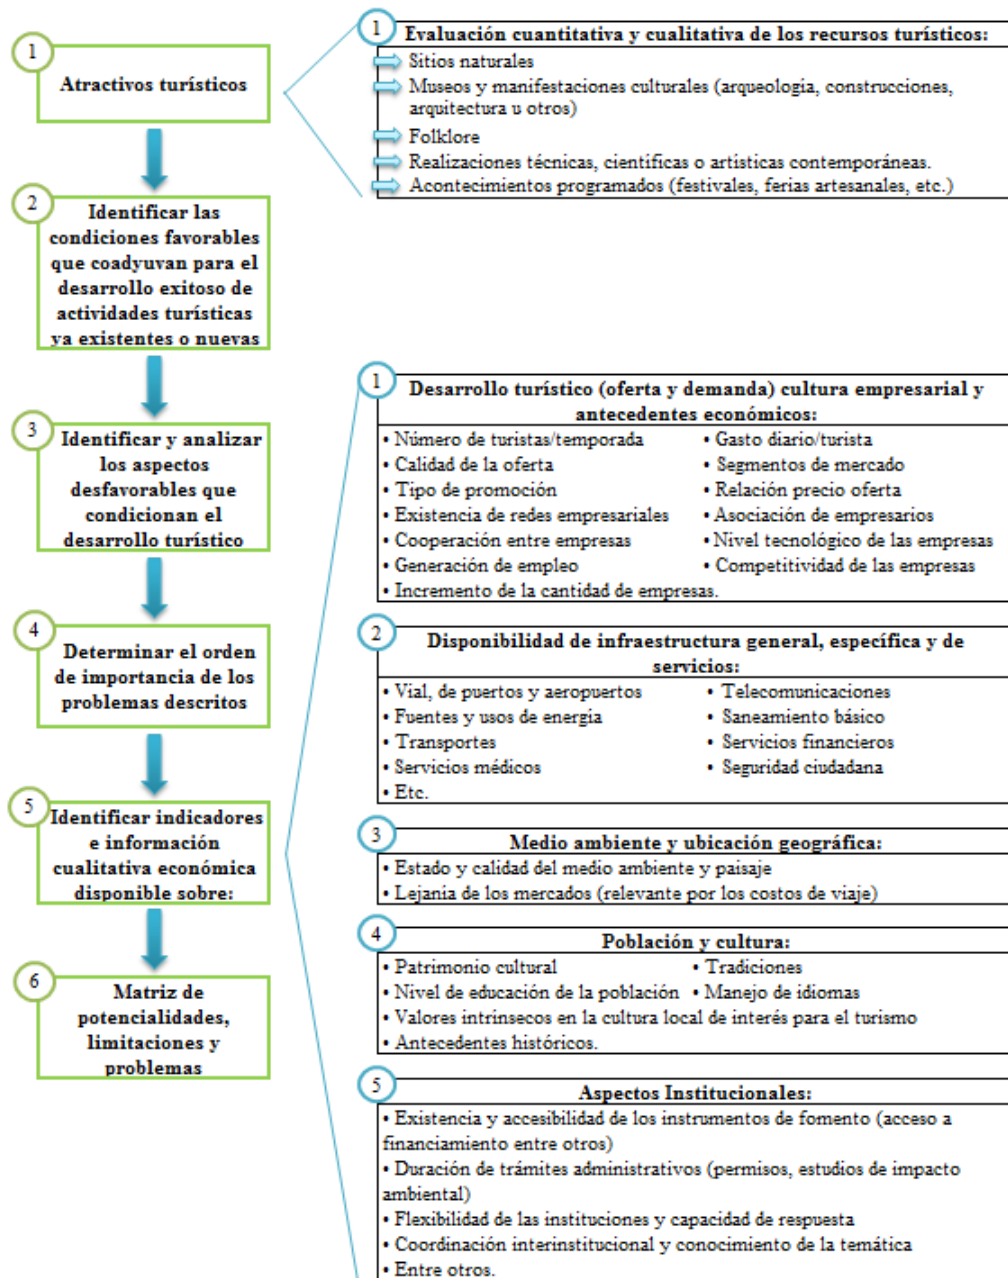 1
Atractivos turísticos
1
Evaluación cuantitativa y cualitativa de los recursos turísticos:
Sitios naturales
Museos y manifestaciones culturales (arqueología, construcciones,
arquitectura u otros)
Folklore
Realizaciones técnicas, científicas o artísticas contemporáneas.
Acontecimientos programados (festivales, ferias artesanales, etc.)
2
Identificar las
condiciones favorables
que coadyuvan para el
desarrollo exitoso de
actividades turísticas
ya existentes o nuevas
3
Identificar y analizar
los aspectos
desfavorables que
condicionan el
desarrollo turístico
4
Determinar el orden
de importancia de los
problemas descritos
5
Identificar indicadores
e información
cualitativa económica
disponible sobre:
6
Matriz de
potencialidades,
limitaciones y
problemas
1
Desarrollo turístico (oferta y demanda) cultura empresarial y
antecedentes económicos:
• Número de turistas/temporada • Gasto diario/turista
• Calidad de la oferta • Segmentos de mercado
• Tipo de promoción • Relación precio oferta
• Existencia de redes empresariales • Asociación de empresarios
• Cooperación entre empresas • Nivel tecnológico de las empresas
• Generación de empleo • Competitividad de las empresas
• Incremento de la cantidad de empresas.
2
Disponibilidad de infraestructura general, específica y de
servicios:
• Vial, de puertos y aeropuertos • Telecomunicaciones
• Fuentes y usos de energía • Saneamiento básico
• Transportes • Servicios financieros
• Servicios médicos • Seguridad ciudadana
• Etc.
3
Medio ambiente y ubicación geográfica:
• Estado y calidad del medio ambiente y paisaje
• Lejanía de los mercados (relevante por los costos de viaje)
4
Población y cultura:
• Patrimonio cultural • Tradiciones
• Nivel de educación de la población • Manejo de idiomas
• Valores intrínsecos en la cultura local de interés para el turismo
• Antecedentes históricos.
5
Aspectos Institucionales:
• Existencia y accesibilidad de los instrumentos de fomento (acceso a
financiamiento entre otros)
• Duración de trámites administrativos (permisos, estudios de impacto
ambiental)
• Flexibilidad de las instituciones y capacidad de respuesta
• Coordinación interinstitucional y conocimiento de la temática
• Entre otros.